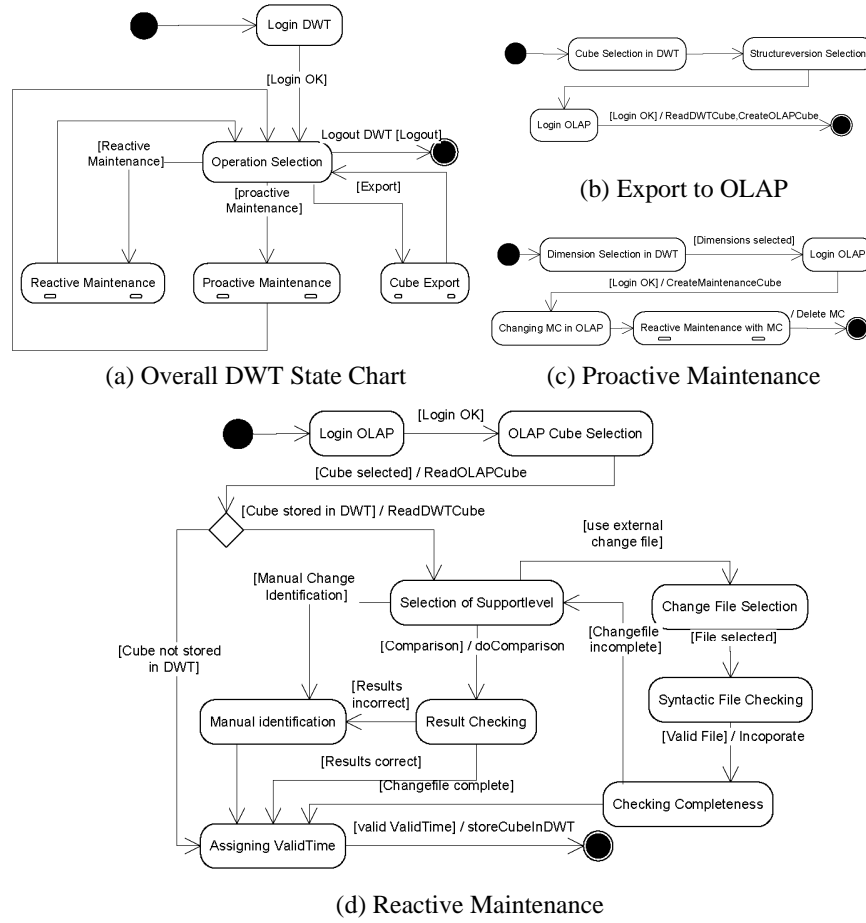 Login DWT
[Login OK]
Logout DWT [Logout]
[Reactive
Maintenance]
Operation Selection
[Export]
[proactive
Maintenance]
Reactive Maintenance
Proactive Maintenance
Cube Export
(a) Overall DWT State Chart
Cube Selection in DWT
Structureversion Selection
Login OLAP
[Login OK] / ReadDWTCube,CreateOLAPCube
(b) Export to OLAP
Dimension Selection in DWT
[Dimensions selected]
Login OLAP
[Login OK] / CreateMaintenanceCube
Changing MC in OLAP
Reactive Maintenance with MC
/ Delete MC
(c) Proactive Maintenance
Login OLAP
[Login OK]
OLAP Cube Selection
[Cube selected] / ReadOLAPCube
[Cube stored in DWT] / ReadDWTCube
[use external
change file]
[Manual Change
Identification]
Selection of Supportlevel
Change File Selection
[Cube not stored
in DWT]
[Comparison] / doComparison
[Changefile
incomplete]
[File selected]
Syntactic File Checking
[Results
incorrect]
Manual identification
Result Checking
[Valid File] / Incoporate
[Results correct]
[Changefile complete]
Checking Completeness
Assigning ValidTime
[valid ValidTime] / storeCubeInDWT
(d) Reactive Maintenance